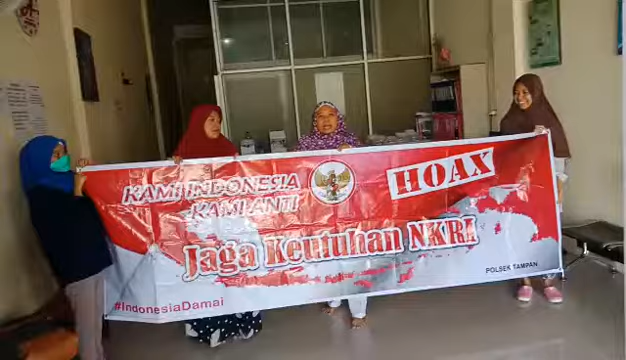 KAMI INDONESIA
KAMI ANTI
HOAX
Jaga Keutuhan NKRI
POLSEK TAMPAN
#IndonesiaDamai